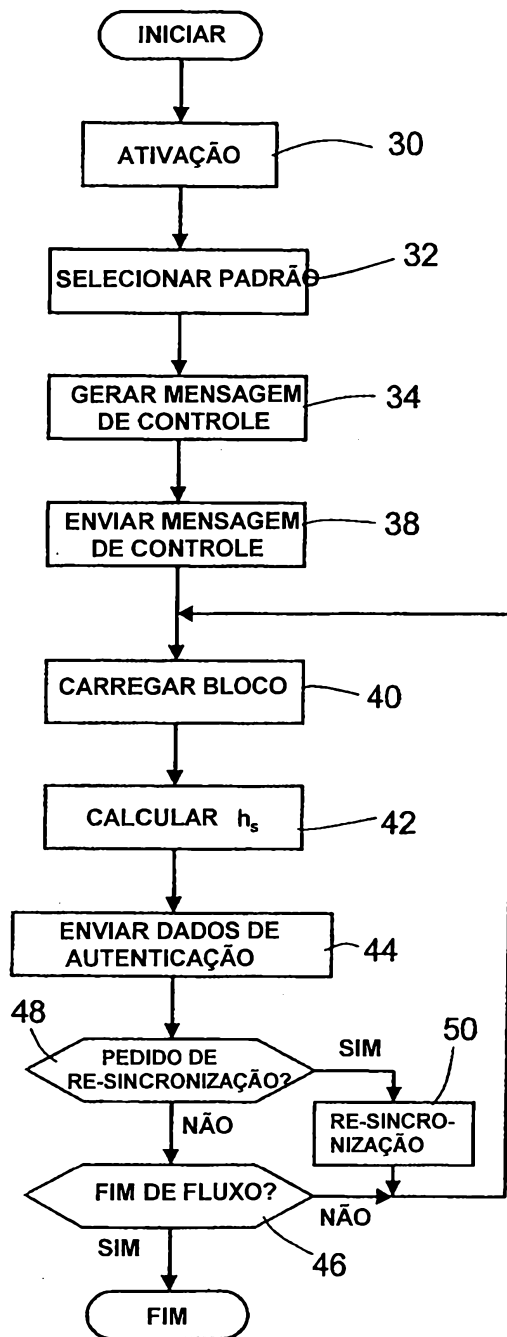 INICIAR
ATIVAÇÃO
30
SELECIONAR PADRÃO
32
GERAR MENSAGEM
DE CONTROLE
34
ENVIAR MENSAGEM
DE CONTROLE
38
CARREGAR BLOCO
40
CALCULAR hs
42
ENVIAR DADOS DE
AUTENTICAÇÃO
44
48
PEDIDO DE
RE-SINCRONIZAÇÃO?
SIM
50
RE-SINCRO-
NIZAÇÃO
NÃO
FIM DE FLUXO?
NÃO
46
SIM
FIM